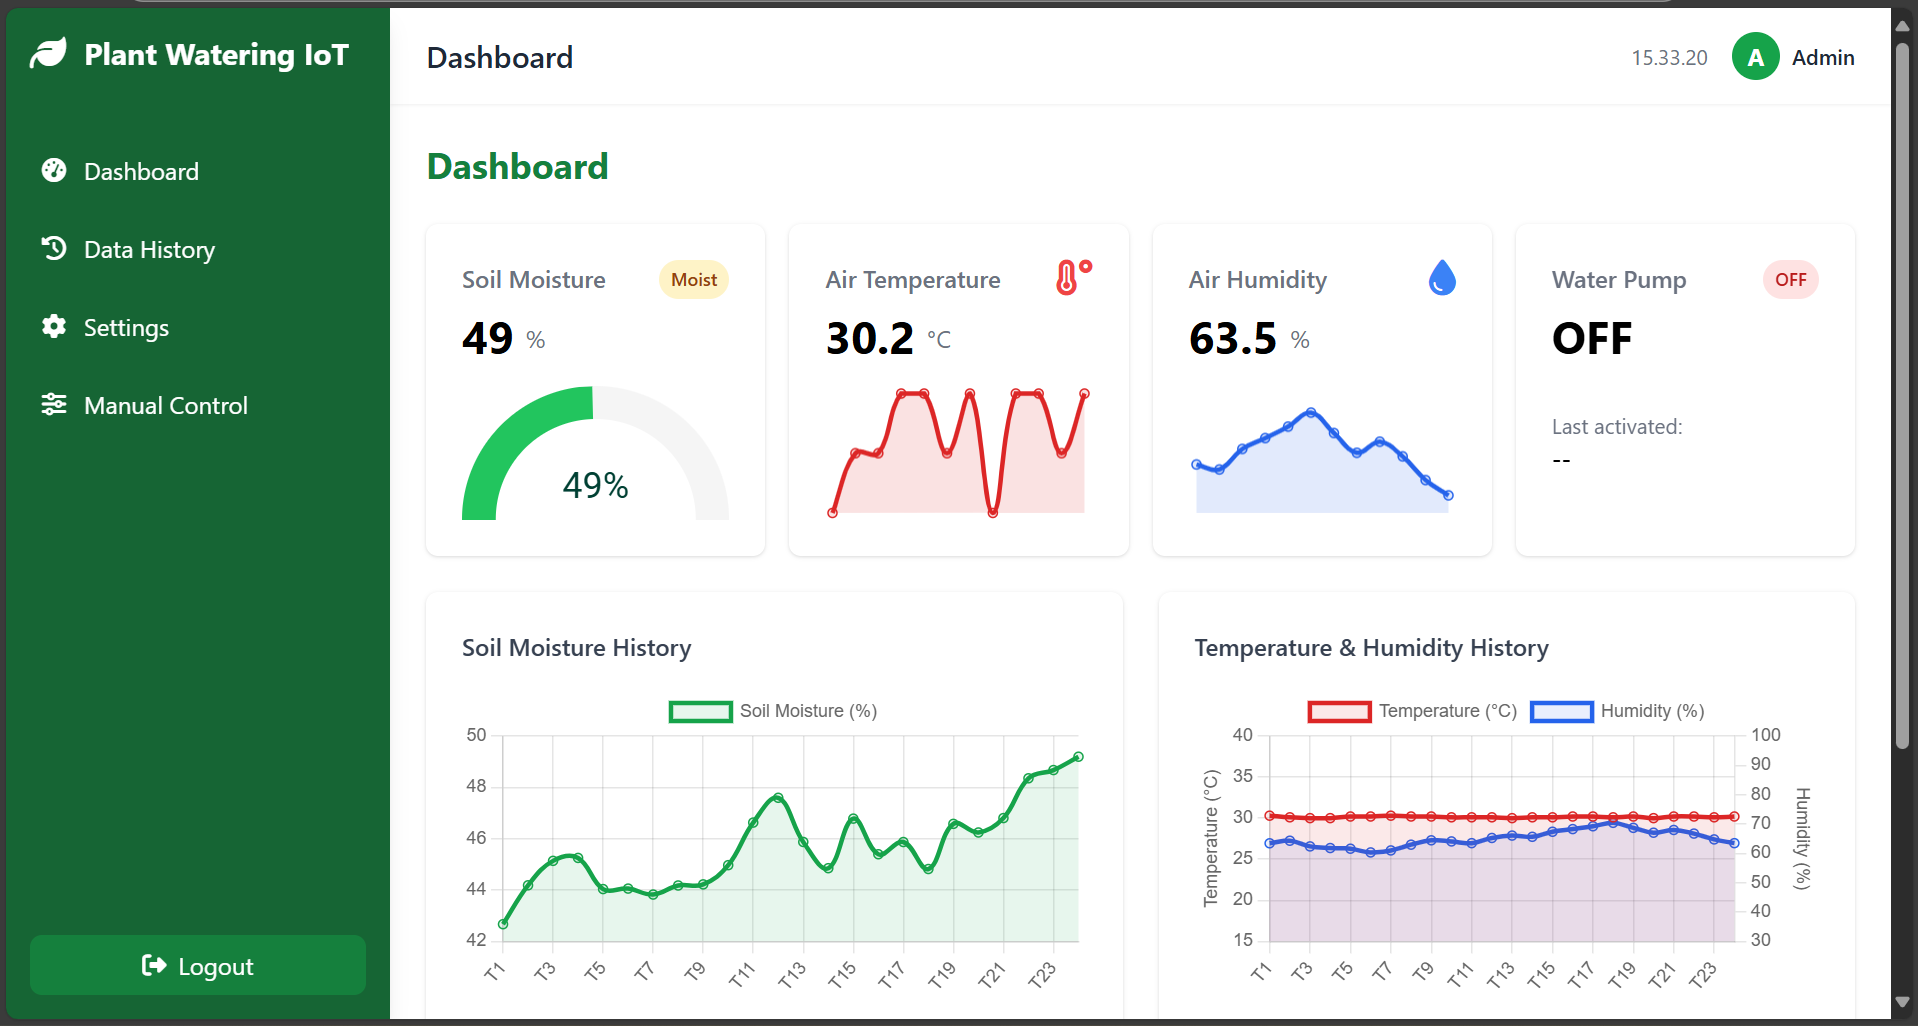 Plant Watering IoT
Dashboard
Data History
Settings
Manual Control
Logout
Dashboard
15.33.20
A
Admin
Dashboard
Soil Moisture
Moist
49 %
49%
Air Temperature
30.2 °C
Air Humidity
63.5 %
Water Pump
OFF
OFF
Last activated:
--
Soil Moisture History
Soil Moisture (%)
50
48
46
44
42
T1 T3 T5 T7 T9 T11 T13 T15 T17 T19 T21 T23
Temperature & Humidity History
Temperature (°C) Humidity (%)
Temperature (°C)
40
35
30
25
20
15
100
90
80
70
60
50
40
30
Humidity (%)
T1 T3 T5 T7 T9 T11 T13 T15 T17 T19 T21 T23